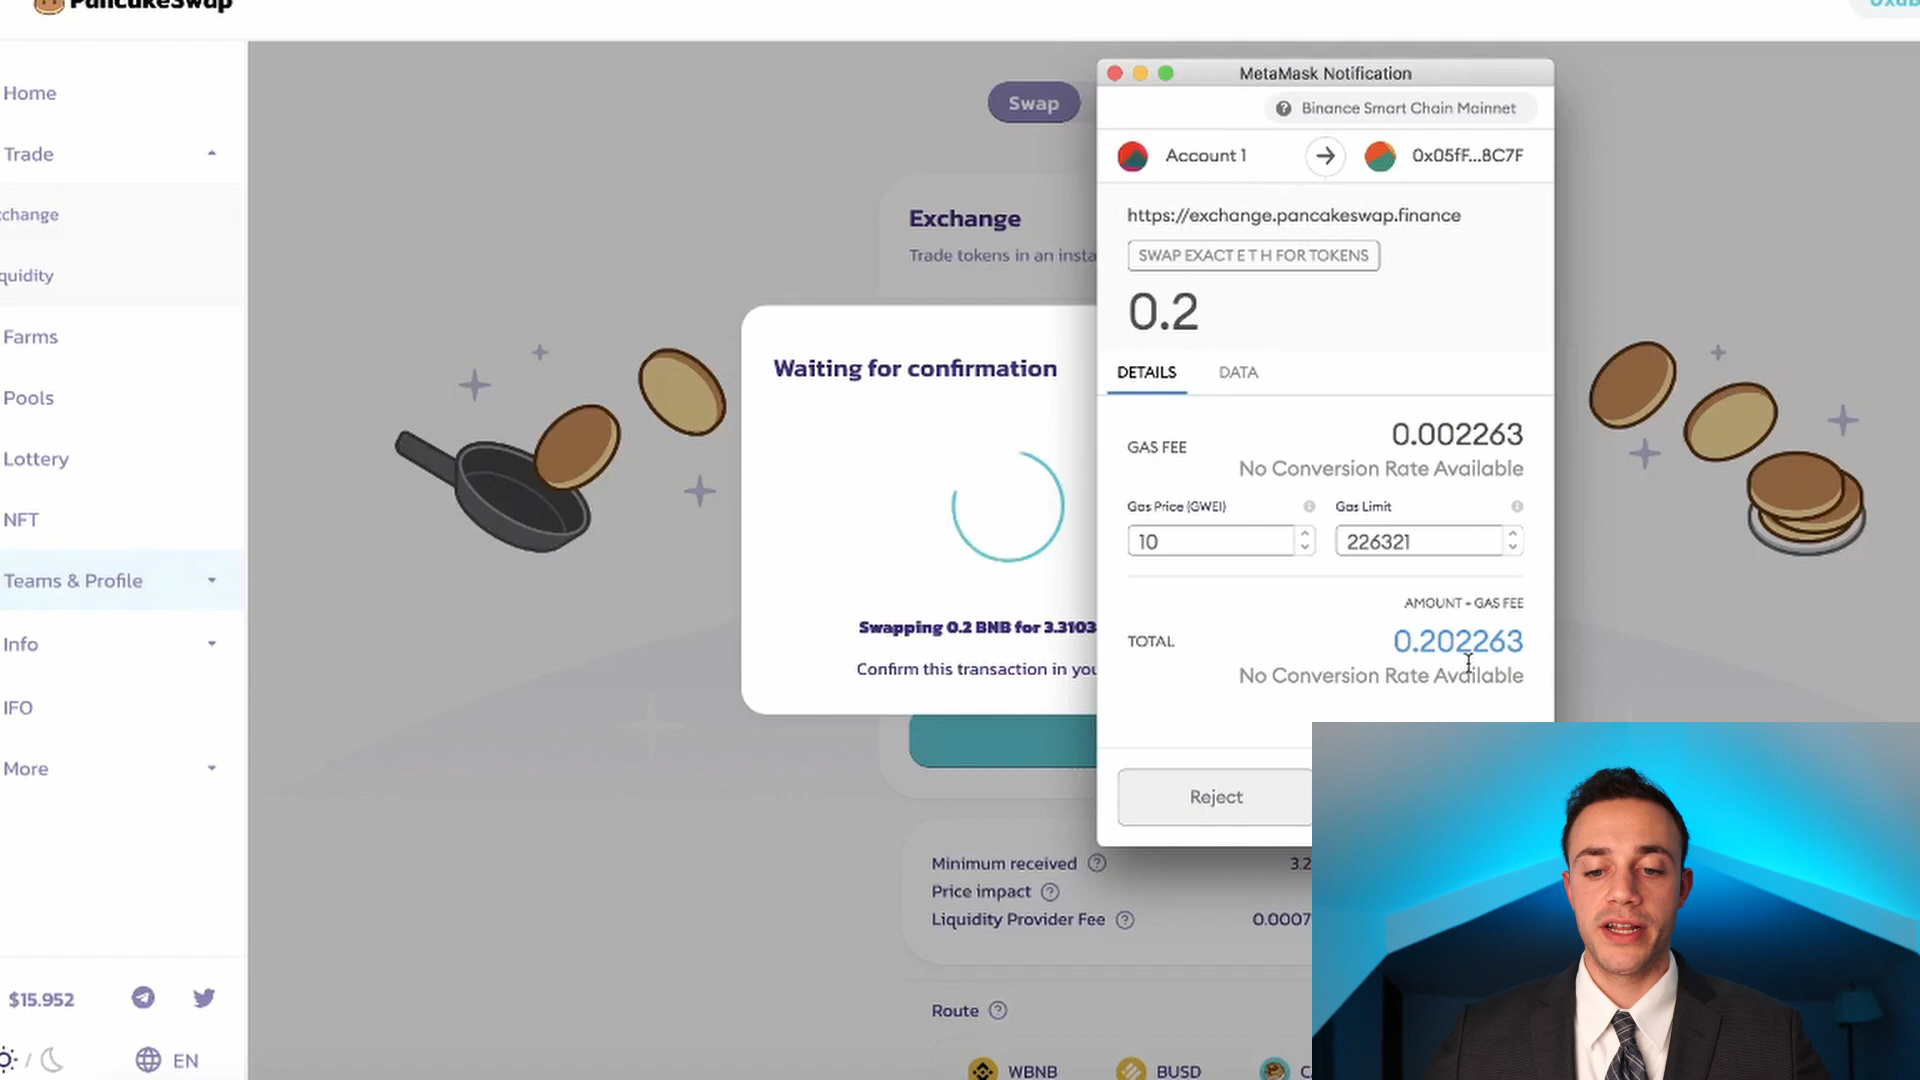 PancakeSwap
Home
Trade
change
quidity
Farms
Pools
Lottery
NFT
Teams & Profile
Info
IFO
More
$15.952
/
EN
Swap
Exchange
Trade tokens in an insta
Waiting for confirmation
Swapping 0.2 BNB for 3.3103
Confirm this transaction in you
Minimum received ?
3.2
Price impact ?
Liquidity Provider Fee ?
0.0007
Route ?
WBNB
BUSD
MetaMask Notification
? Binance Smart Chain Mainnet
Account 1
0x05fF...8C7F
https://exchange.pancakeswap.finance
SWAP EXACT E T H FOR TOKENS
0.2
DETAILS
DATA
GAS FEE
0.002263
No Conversion Rate Available
Gas Price (GWEI)
Gas Limit
10
226321
AMOUNT + GAS FEE
TOTAL
0.202263
No Conversion Rate Available
Reject